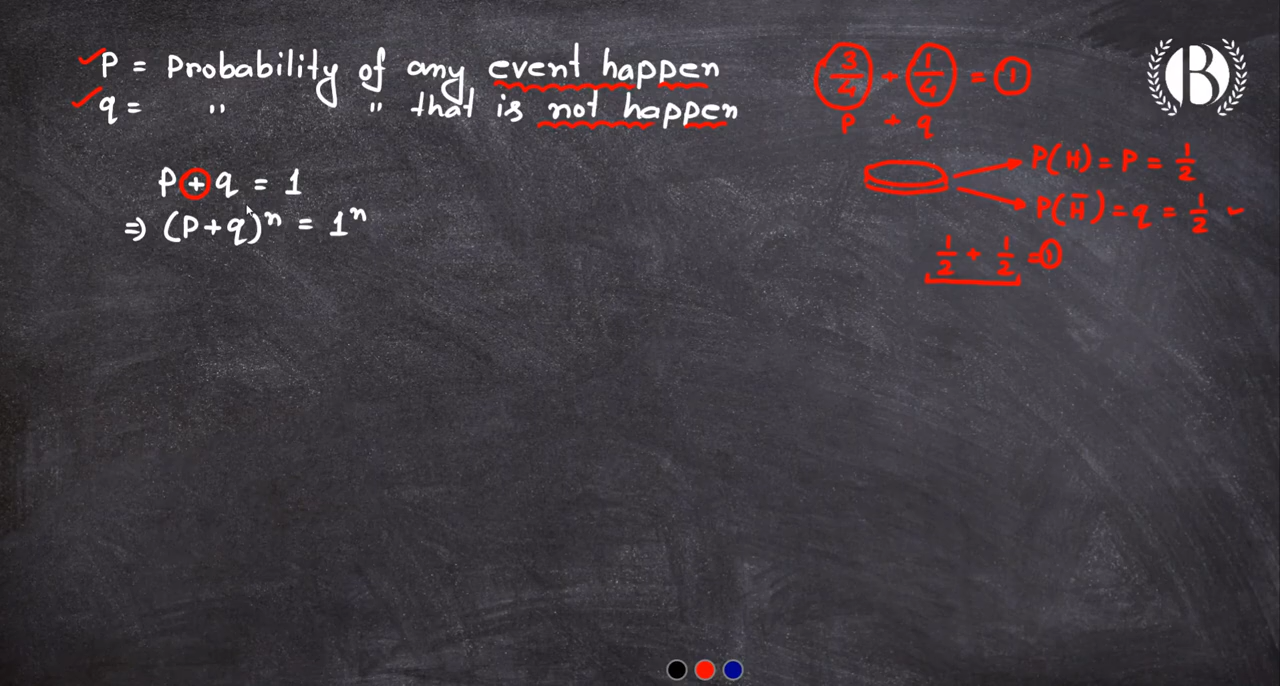 P = Probability of any event happen
q = " " that is not happen
P + q = 1
⇒ (P+q)ⁿ = 1ⁿ
3/4 + 1/4 = 1
P + q
P(H) = P = 1/2
P(H̅) = q = 1/2
1/2 + 1/2 = 1
B